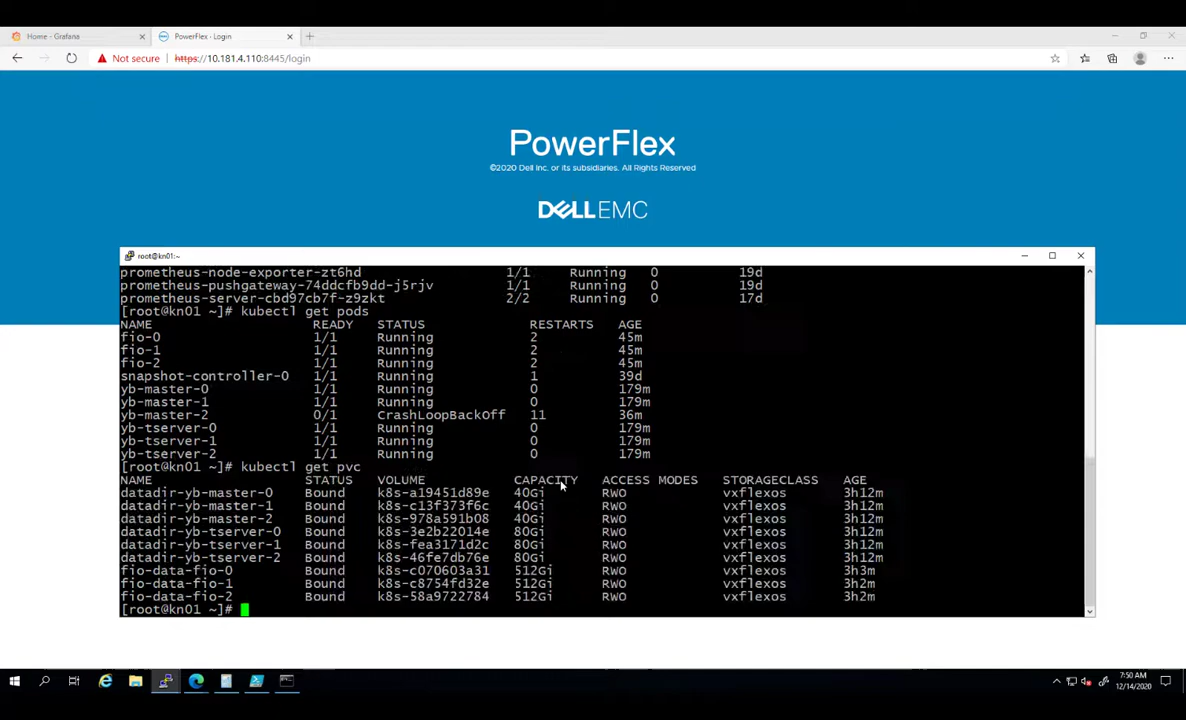 Home - Grafana
PowerFlex - Login
Not secure
https://10.181.4.110:8445/login
PowerFlex
©2020 Dell Inc. or its subsidiaries. All Rights Reserved
DELLEMC
root@kn01:~
prometheus-node-exporter-zt6hd 1/1 Running 0 19d
prometheus-pushgateway-74ddcfb9dd-j5rjv 1/1 Running 0 19d
prometheus-server-cbd97cb7f-z9zkt 2/2 Running 0 17d
[root@kn01 ~]# kubectl get pods
NAME READY STATUS RESTARTS AGE
fio-0 1/1 Running 2 45m
fio-1 1/1 Running 2 45m
fio-2 1/1 Running 2 45m
snapshot-controller-0 1/1 Running 1 39d
yb-master-0 1/1 Running 0 179m
yb-master-1 1/1 Running 0 179m
yb-master-2 0/1 CrashLoopBackOff 11 36m
yb-tserver-0 1/1 Running 0 179m
yb-tserver-1 1/1 Running 0 179m
yb-tserver-2 1/1 Running 0 179m
[root@kn01 ~]# kubectl get pvc
NAME STATUS VOLUME CAPACITY ACCESS MODES STORAGECLASS AGE
datadir-yb-master-0 Bound k8s-a19451d89e 40Gi RWO vxflexos 3h12m
datadir-yb-master-1 Bound k8s-c13f373f6c 40Gi RWO vxflexos 3h12m
datadir-yb-master-2 Bound k8s-978a591b08 40Gi RWO vxflexos 3h12m
datadir-yb-tserver-0 Bound k8s-3e2b22014e 80Gi RWO vxflexos 3h12m
datadir-yb-tserver-1 Bound k8s-fea3171d2c 80Gi RWO vxflexos 3h12m
datadir-yb-tserver-2 Bound k8s-46fe7db76e 80Gi RWO vxflexos 3h12m
fio-data-fio-0 Bound k8s-c070603a31 512Gi RWO vxflexos 3h3m
fio-data-fio-1 Bound k8s-c8754fd32e 512Gi RWO vxflexos 3h2m
fio-data-fio-2 Bound k8s-58a9722784 512Gi RWO vxflexos 3h2m
[root@kn01 ~]#
7:50 AM
12/14/2020